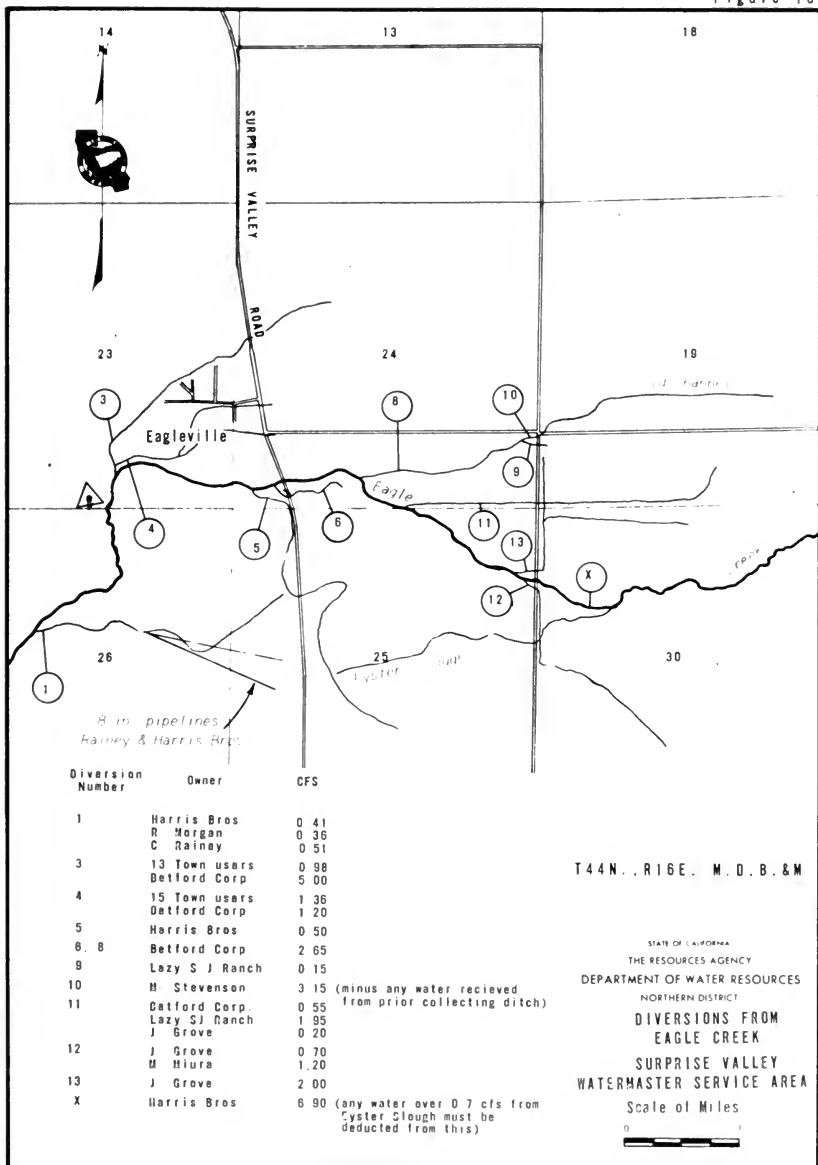 Figure
14
13
18
SURPRISE VALLEY ROAD
23
24
19
3
8
10
Eagleville
9
Eagle
4
5
6
11
13
X
12
Creek
1
26
25
30
Eyster
8 in. pipelines
Rainey & Harris Bros
Diversion Number Owner CFS
1 Harris Bros 0 41
R Morgan 0 36
C Rainey 0 51
3 13 Town users 0 98
Betford Corp 5 00
4 15 Town users 1 36
Detford Corp 1 20
5 Harris Bros 0 50
6. 8 Betford Corp 2 65
9 Lazy S J Ranch 0 15
10 M Stevenson 3 15 (minus any water recieved
from prior collecting ditch)
11 Betford Corp. 0 55
Lazy SJ Ranch 1 95
J Grove 0 20
12 J Grove 0 70
M Miura 1.20
13 J Grove 2 00
X Harris Bros 6 90 (any water over 0 7 cfs from
Eyster Slough must be
deducted from this)
T44N., R16E. M.D.B.&M
STATE OF CALIFORNIA
THE RESOURCES AGENCY
DEPARTMENT OF WATER RESOURCES
NORTHERN DISTRICT
DIVERSIONS FROM
EAGLE CREEK
SURPRISE VALLEY
WATERMASTER SERVICE AREA
Scale of Miles
0 1